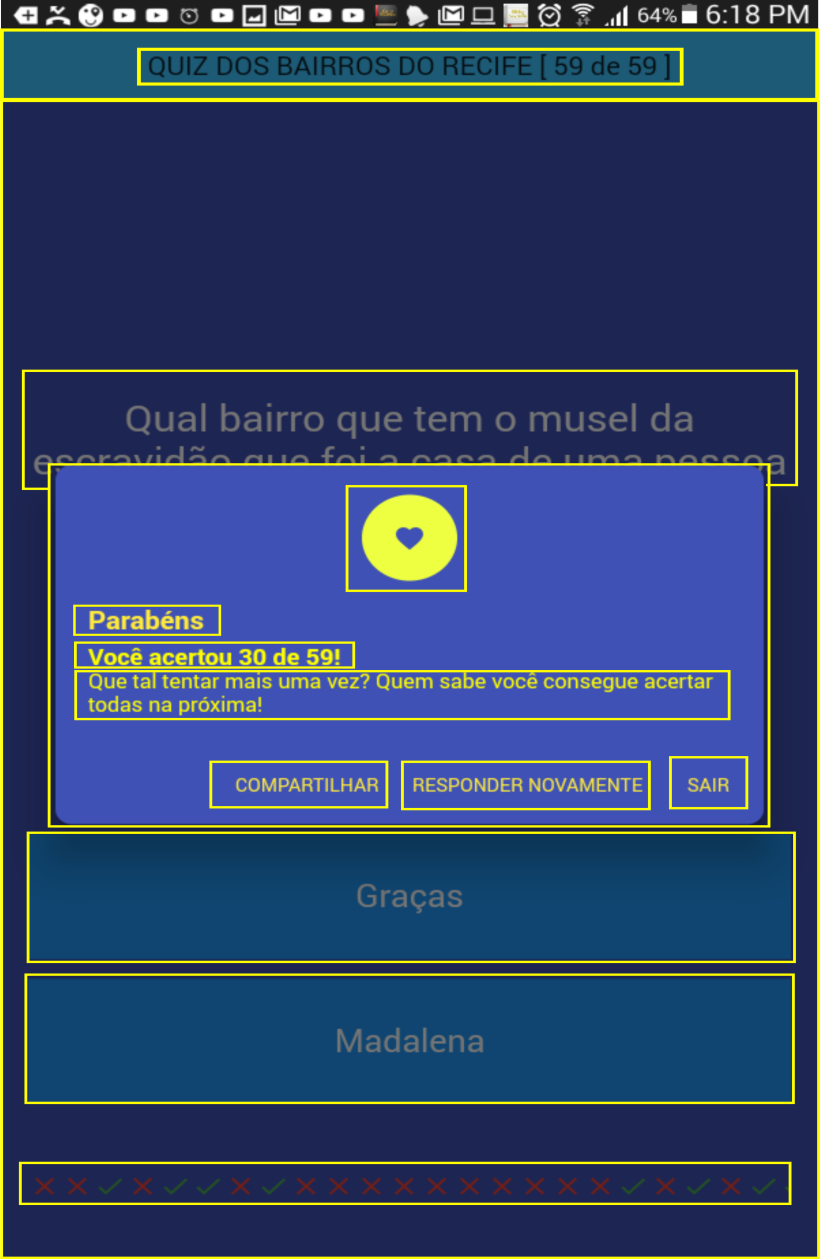 64% 6:18 PM
QUIZ DOS BAIRROS DO RECIFE [ 59 de 59 ]
Qual bairro que tem o musel da
escravidão que foi a casa de uma pessoa
Parabéns
Você acertou 30 de 59!
Que tal tentar mais uma vez? Quem sabe você consegue acertar
todas na próxima!
COMPARTILHAR RESPONDER NOVAMENTE SAIR
Graças
Madalena